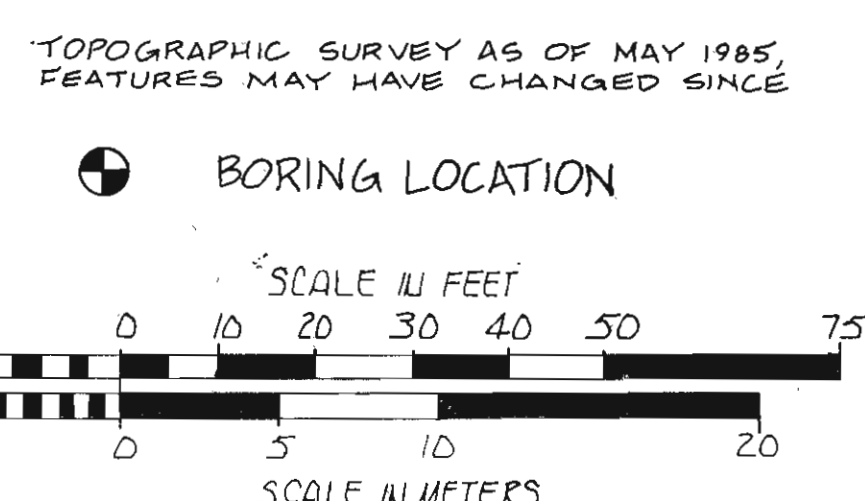 TOPOGRAPHIC SURVEY AS OF MAY 1985,
FEATURES MAY HAVE CHANGED SINCE
BORING LOCATION
SCALE IN FEET
0 10 20 30 40 50 75
0 5 10 20
SCALE IN METERS